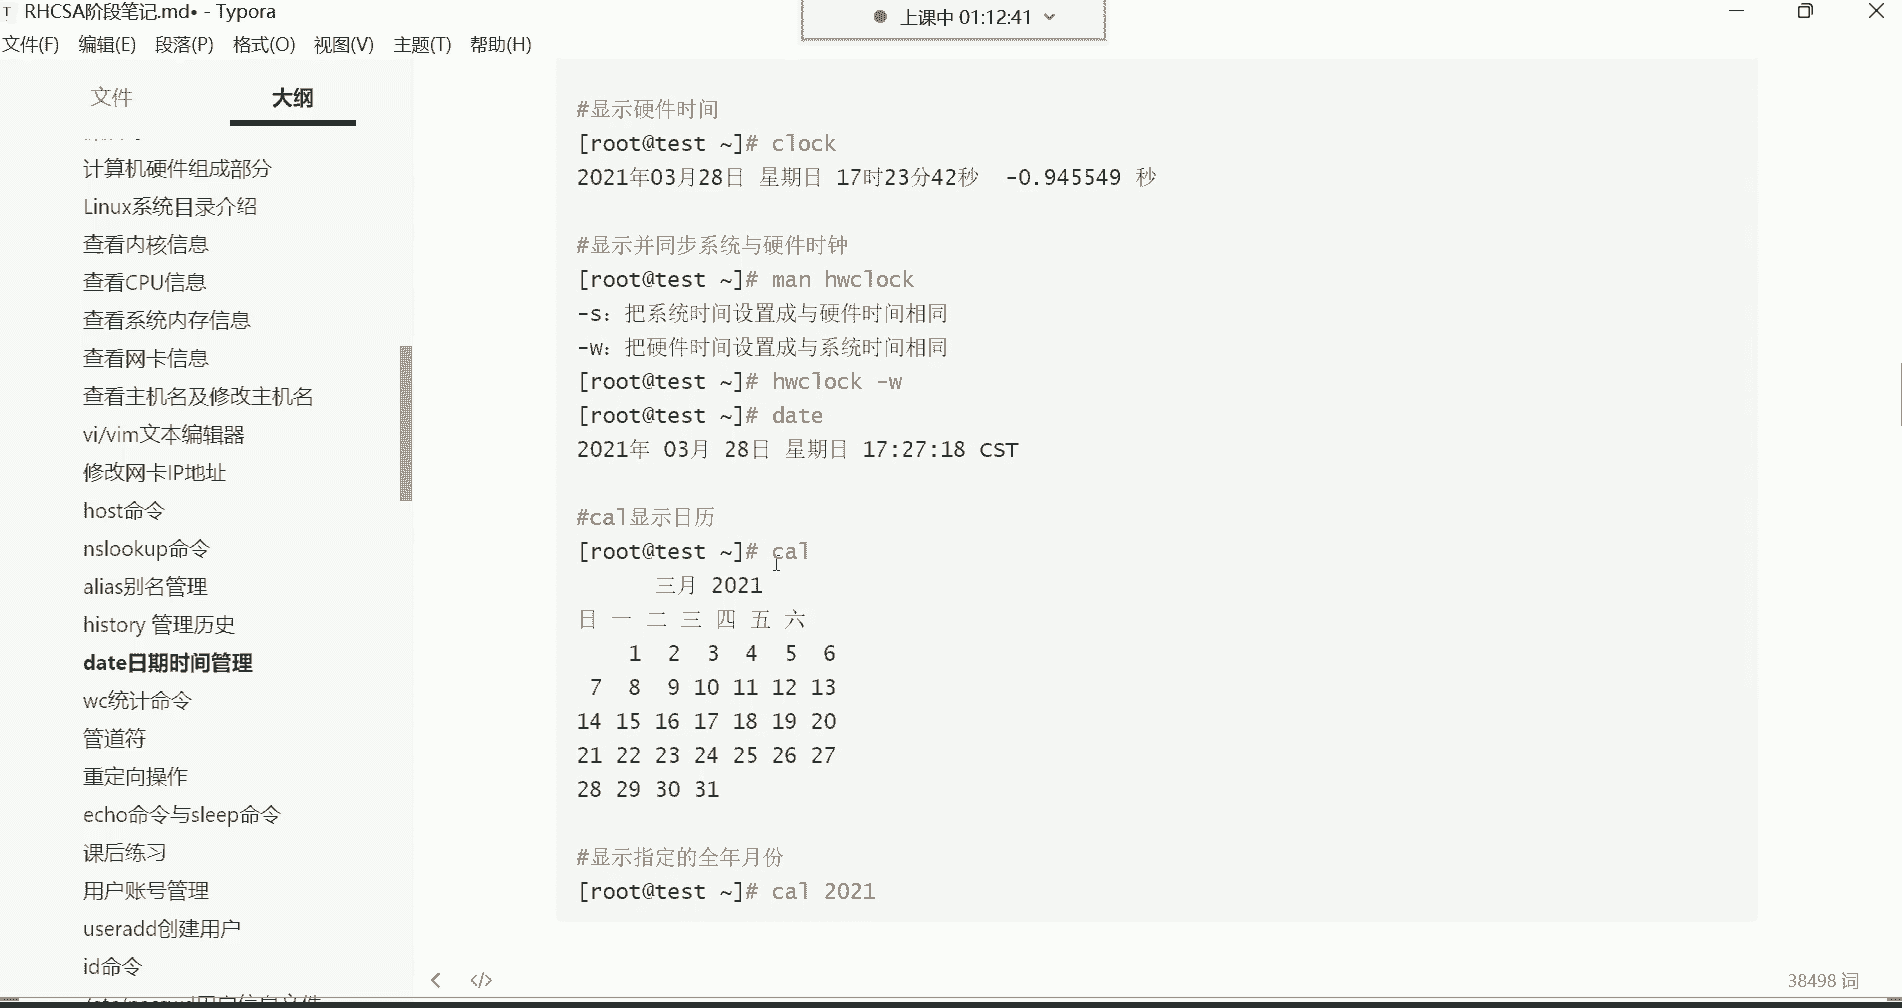 RHCSA阶段笔记.md• - Typora
上课中 01:12:41
文件(F) 编辑(E) 段落(P) 格式(O) 视图(V) 主题(T) 帮助(H)
文件 大纲
计算机硬件组成部分
Linux系统目录介绍
查看内核信息
查看CPU信息
查看系统内存信息
查看网卡信息
查看主机名及修改主机名
vi/vim文本编辑器
修改网卡IP地址
host命令
nslookup命令
alias别名管理
history 管理历史
date日期时间管理
wc统计命令
管道符
重定向操作
echo命令与sleep命令
课后练习
用户账号管理
useradd创建用户
id命令
/etc/passwd用户信息文件
#显示硬件时间
[root@test ~]# clock
2021年03月28日 星期日 17时23分42秒  -0.945549 秒
#显示并同步系统与硬件时钟
[root@test ~]# man hwclock
-s：把系统时间设置成与硬件时间相同
-w：把硬件时间设置成与系统时间相同
[root@test ~]# hwclock -w
[root@test ~]# date
2021年 03月 28日 星期日 17:27:18 CST
#cal显示日历
[root@test ~]# cal
三月 2021
日 一 二 三 四 五 六
1 2 3 4 5 6
7 8 9 10 11 12 13
14 15 16 17 18 19 20
21 22 23 24 25 26 27
28 29 30 31
#显示指定的全年月份
[root@test ~]# cal 2021
38498 词